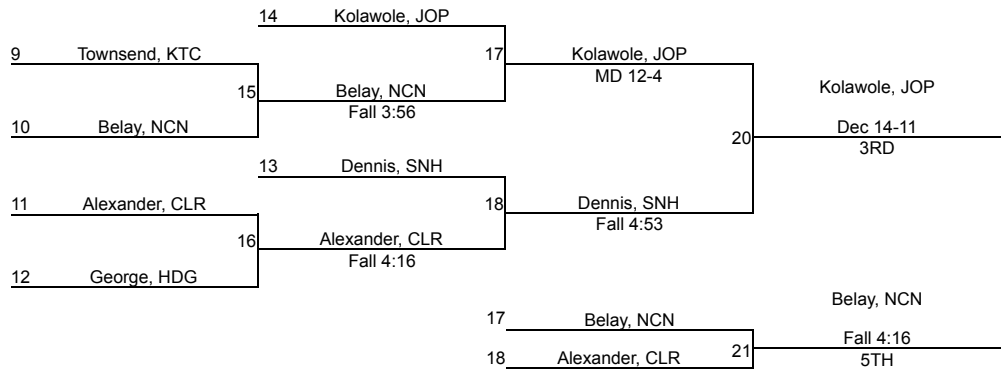 14 Kolawole, JOP
9 Townsend, KTC
17 Kolawole, JOP
MD 12-4
15 Belay, NCN
Fall 3:56
Kolawole, JOP
10 Belay, NCN
20 Dec 14-11
3RD
13 Dennis, SNH
11 Alexander, CLR
18 Dennis, SNH
Fall 4:53
16 Alexander, CLR
Fall 4:16
12 George, HDG
Belay, NCN
17 Belay, NCN
Fall 4:16
18 Alexander, CLR
21 5TH